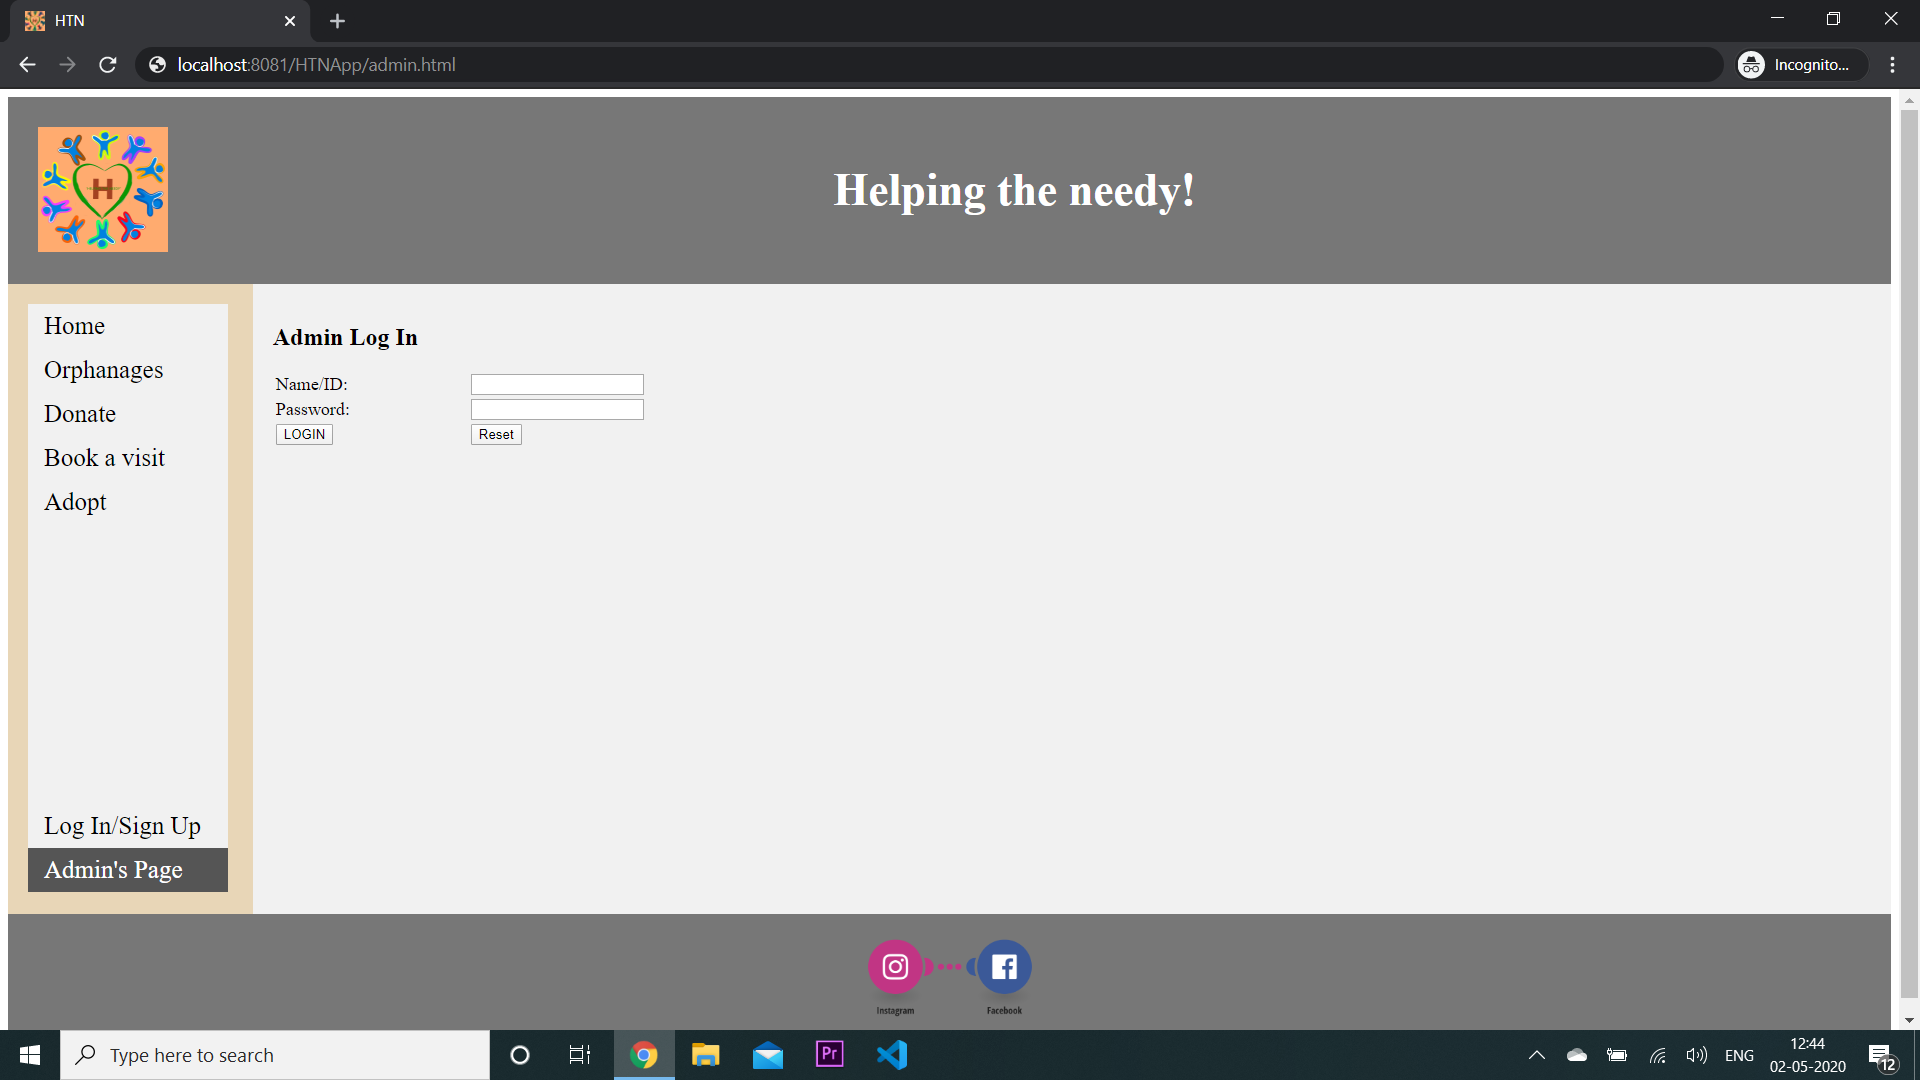 HTN
localhost:8081/HTNApp/admin.html
Incognito...
H
Helping the needy!
Home
Orphanages
Donate
Book a visit
Adopt
Log In/Sign Up
Admin's Page
Admin Log In
Name/ID:
Password:
LOGIN Reset
Instagram Facebook
Type here to search
Pr
ENG
12:44
02-05-2020
12